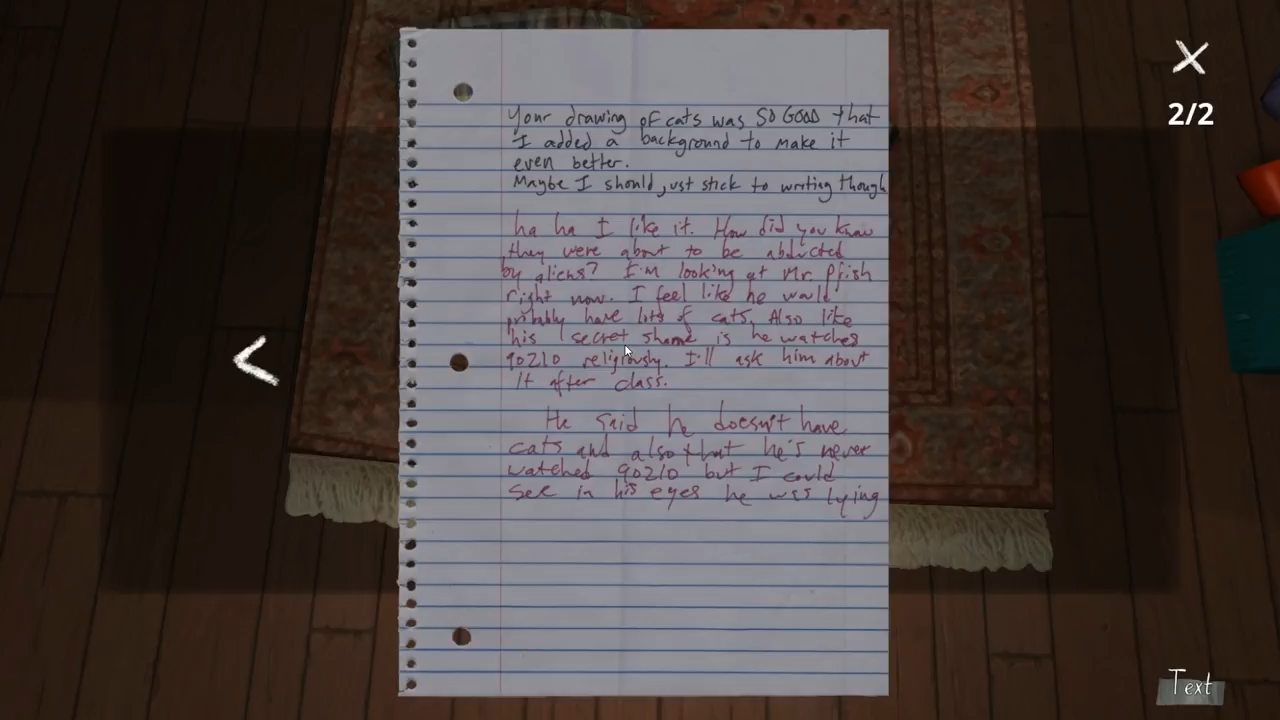 2/2
Your drawing of cats was SO GOOD that
I added a background to make it
even better.
Maybe I should just stick to writing though
ha ha I like it. How did you know
they were about to be abducted
by aliens? I'm looking at Mr. Pfish
right now. I feel like he would
probably have lots of cats. Also like
his secret shame is he watches
90210 religiously. I'll ask him about
it after class.
He said he doesn't have
cats and also that he's never
watched 90210 but I could
see in his eyes he was lying
Text